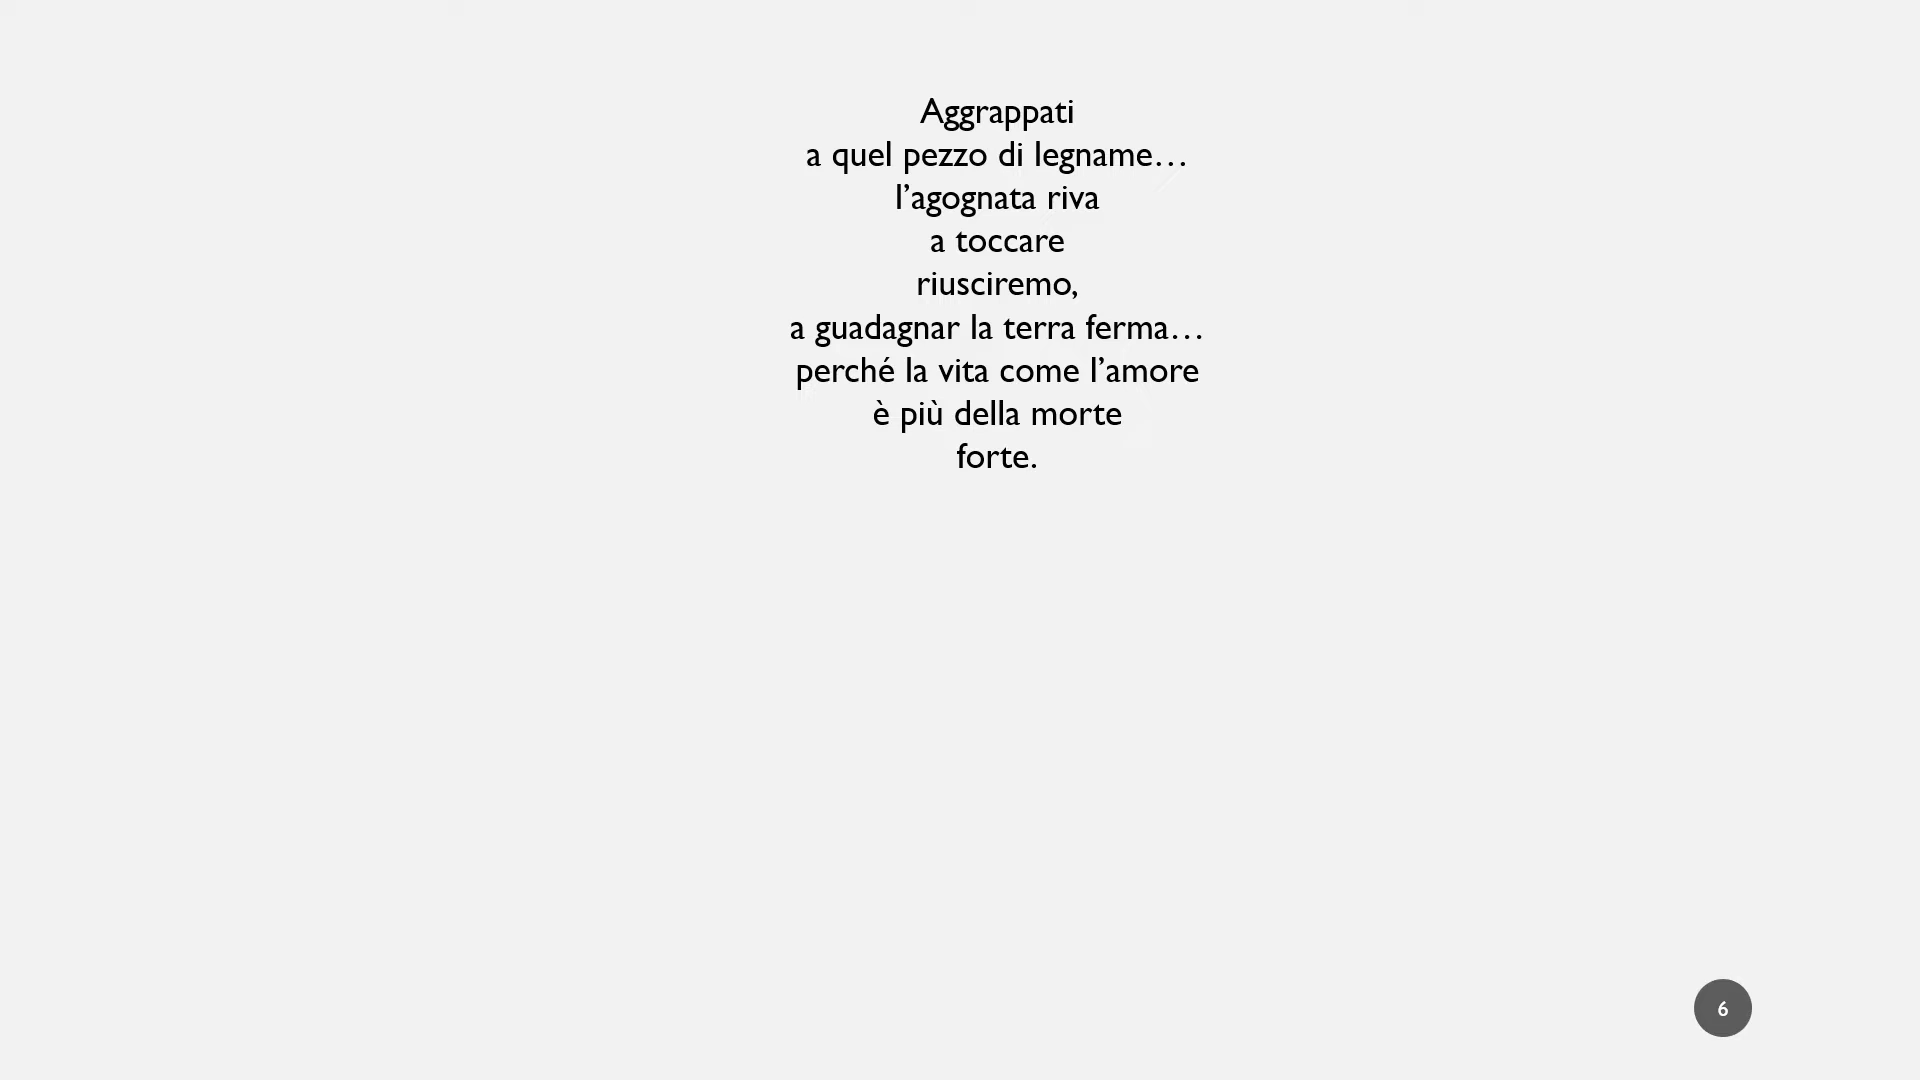 Aggrappati
a quel pezzo di legname…
l’agognata riva
a toccare
riusciremo,
a guadagnar la terra ferma…
perché la vita come l’amore
è più della morte
forte.
6